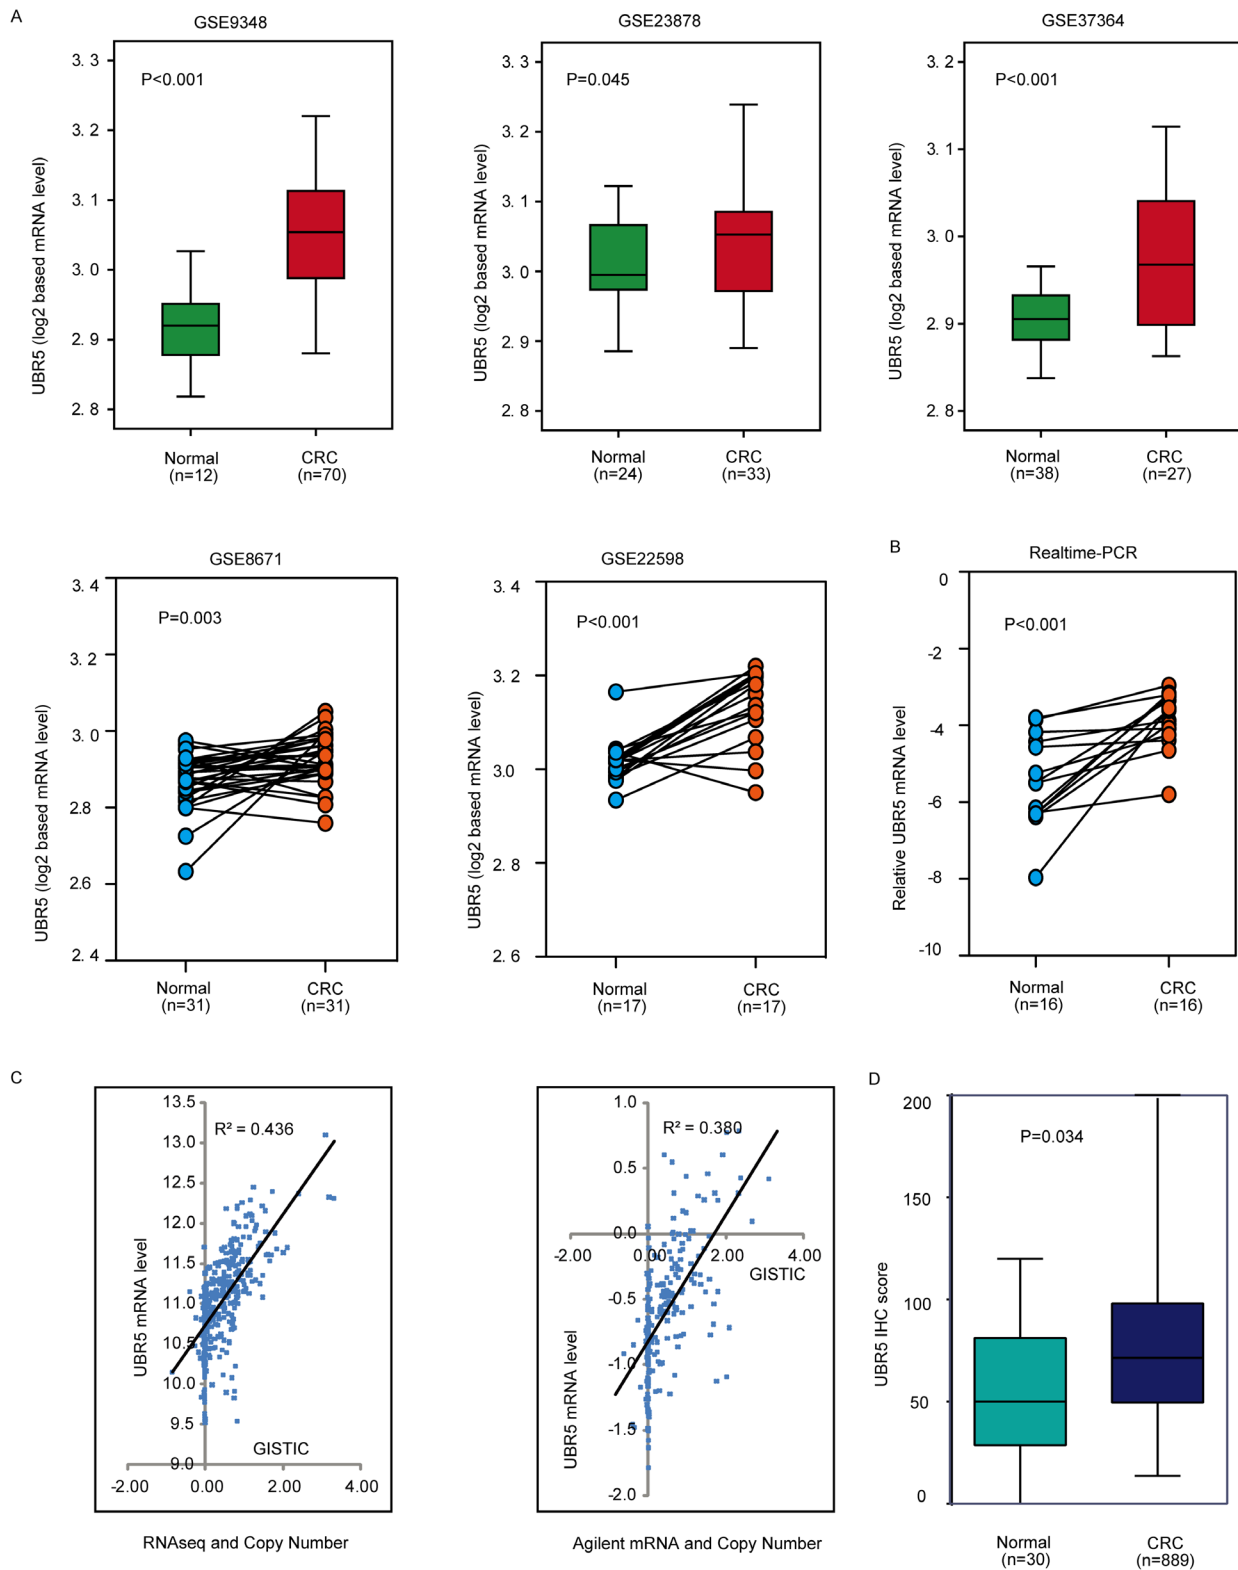 A
GSE9348
GSE23878
GSE37364
UBR5 (log2 based mRNA level)
3. 3
3. 2
3. 1
3. 0
2. 9
2. 8
P<0.001
Normal
(n=12)
CRC
(n=70)
UBR5 (log2 based mRNA level)
3. 3
3. 2
3. 1
3. 0
2. 9
2. 8
P=0.045
Normal
(n=24)
CRC
(n=33)
UBR5 (log2 based mRNA level)
3. 2
3. 1
3. 0
2. 9
2. 8
P<0.001
Normal
(n=38)
CRC
(n=27)
GSE8671
UBR5 (log2 based mRNA level)
3. 4
3. 2
3. 0
2. 8
2. 6
2. 4
P=0.003
Normal
(n=31)
CRC
(n=31)
GSE22598
UBR5 (log2 based mRNA level)
3. 4
3. 2
3. 0
2. 8
2. 6
P<0.001
Normal
(n=17)
CRC
(n=17)
B
Realtime-PCR
Relative UBR5 mRNA level
0
-2
-4
-6
-8
-10
P<0.001
Normal
(n=16)
CRC
(n=16)
C
UBR5 mRNA level
13.5
13.0
12.5
12.0
11.5
11.0
10.5
10.0
9.5
9.0
R² = 0.436
GISTIC
-2.00
0.00
2.00
4.00
RNAseq and Copy Number
UBR5 mRNA level
1.0
0.5
0.0
-0.5
-1.0
-1.5
-2.0
R² = 0.380
-2.00
0.00
2.00
4.00
GISTIC
Agilent mRNA and Copy Number
D
UBR5 IHC score
200
150
100
50
0
P=0.034
Normal
(n=30)
CRC
(n=889)